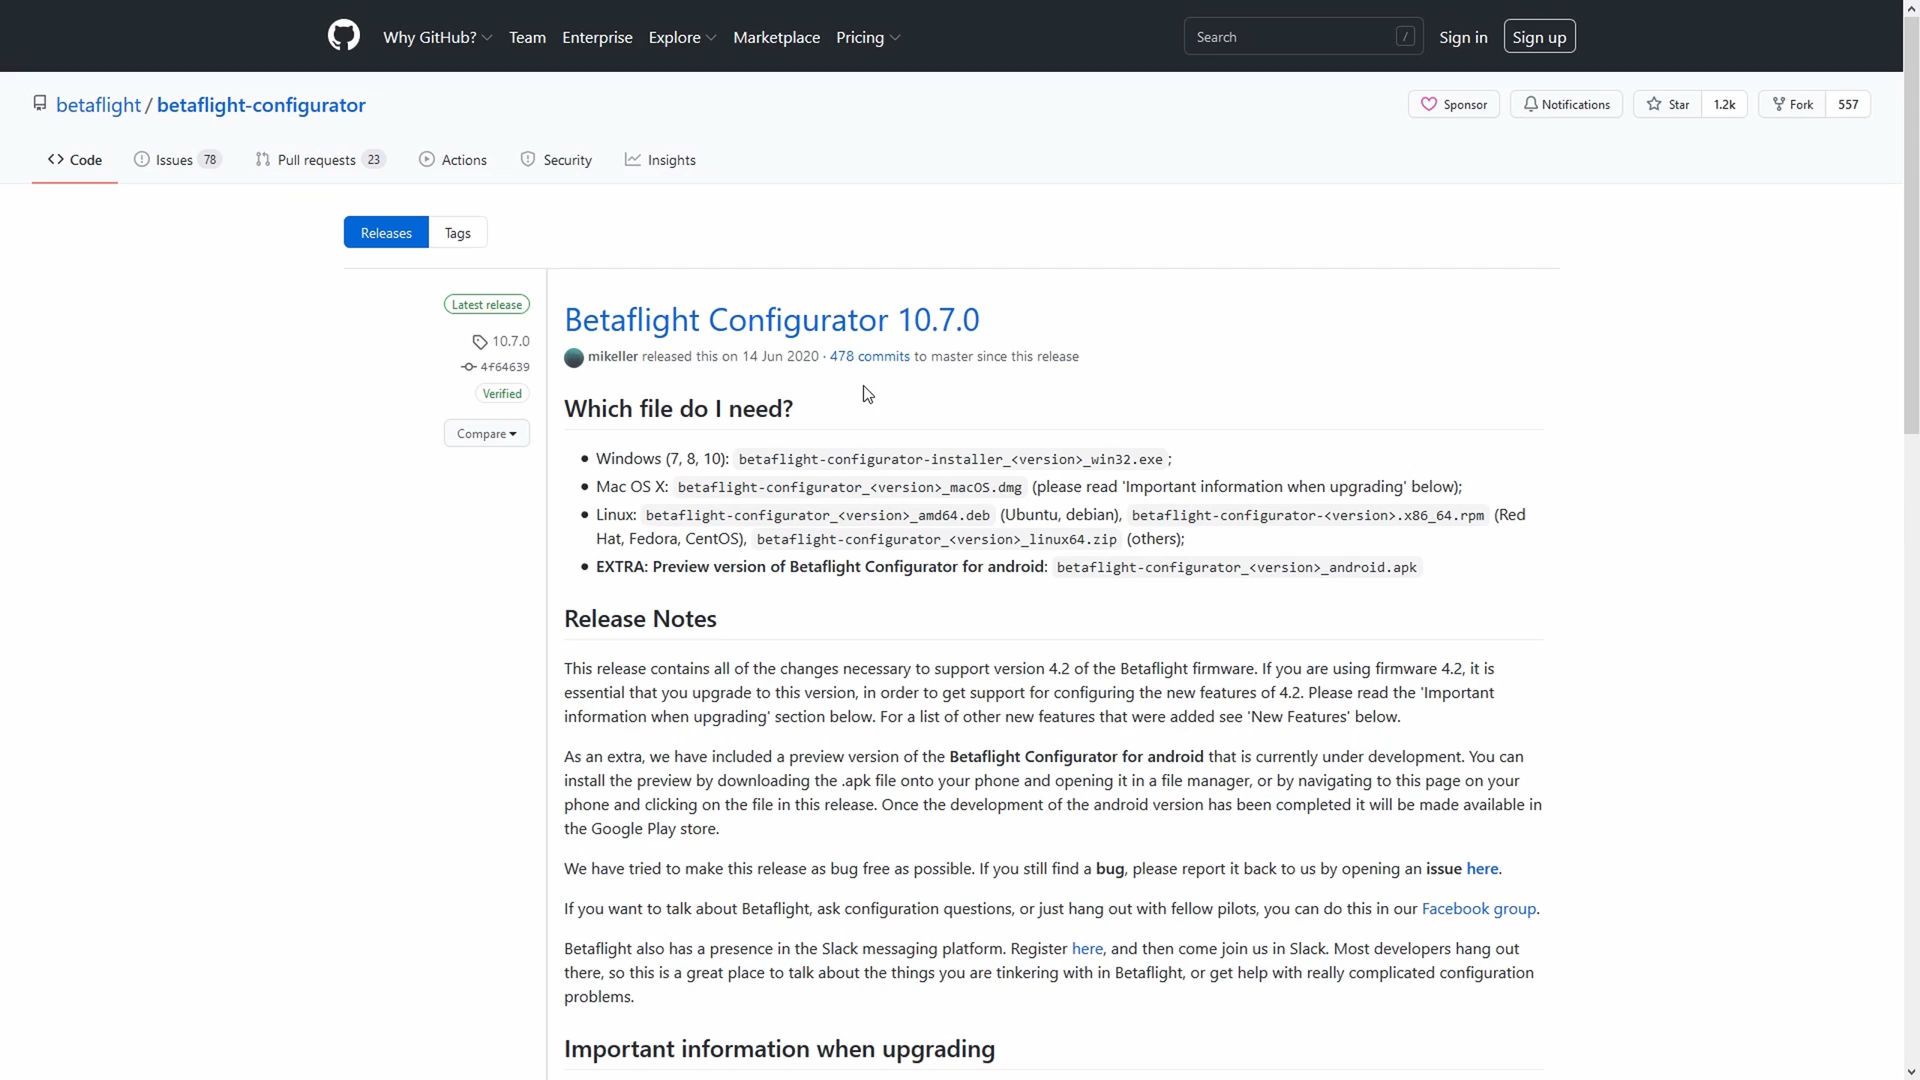 Why GitHub? Team Enterprise Explore Marketplace Pricing Search / Sign in Sign up
betaflight / betaflight-configurator Sponsor Notifications Star 1.2k Fork 557
Code Issues 78 Pull requests 23 Actions Security Insights
Releases Tags
Latest release
10.7.0
4f64639
Verified
Compare
Betaflight Configurator 10.7.0
mikeller released this on 14 Jun 2020 · 478 commits to master since this release
Which file do I need?
• Windows (7, 8, 10): betaflight-configurator-installer_<version>_win32.exe ;
• Mac OS X: betaflight-configurator_<version>_macOS.dmg (please read 'Important information when upgrading' below);
• Linux: betaflight-configurator_<version>_amd64.deb (Ubuntu, debian), betaflight-configurator-<version>.x86_64.rpm (Red
Hat, Fedora, CentOS), betaflight-configurator_<version>_linux64.zip (others);
• EXTRA: Preview version of Betaflight Configurator for android: betaflight-configurator_<version>_android.apk
Release Notes
This release contains all of the changes necessary to support version 4.2 of the Betaflight firmware. If you are using firmware 4.2, it is
essential that you upgrade to this version, in order to get support for configuring the new features of 4.2. Please read the 'Important
information when upgrading' section below. For a list of other new features that were added see 'New Features' below.
As an extra, we have included a preview version of the Betaflight Configurator for android that is currently under development. You can
install the preview by downloading the .apk file onto your phone and opening it in a file manager, or by navigating to this page on your
phone and clicking on the file in this release. Once the development of the android version has been completed it will be made available in
the Google Play store.
We have tried to make this release as bug free as possible. If you still find a bug, please report it back to us by opening an issue here.
If you want to talk about Betaflight, ask configuration questions, or just hang out with fellow pilots, you can do this in our Facebook group.
Betaflight also has a presence in the Slack messaging platform. Register here, and then come join us in Slack. Most developers hang out
there, so this is a great place to talk about the things you are tinkering with in Betaflight, or get help with really complicated configuration
problems.
Important information when upgrading